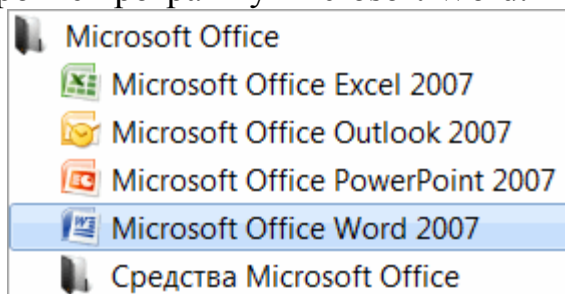 Microsoft Office
Microsoft Office Excel 2007
Microsoft Office Outlook 2007
Microsoft Office PowerPoint 2007
Microsoft Office Word 2007
Средства Microsoft Office